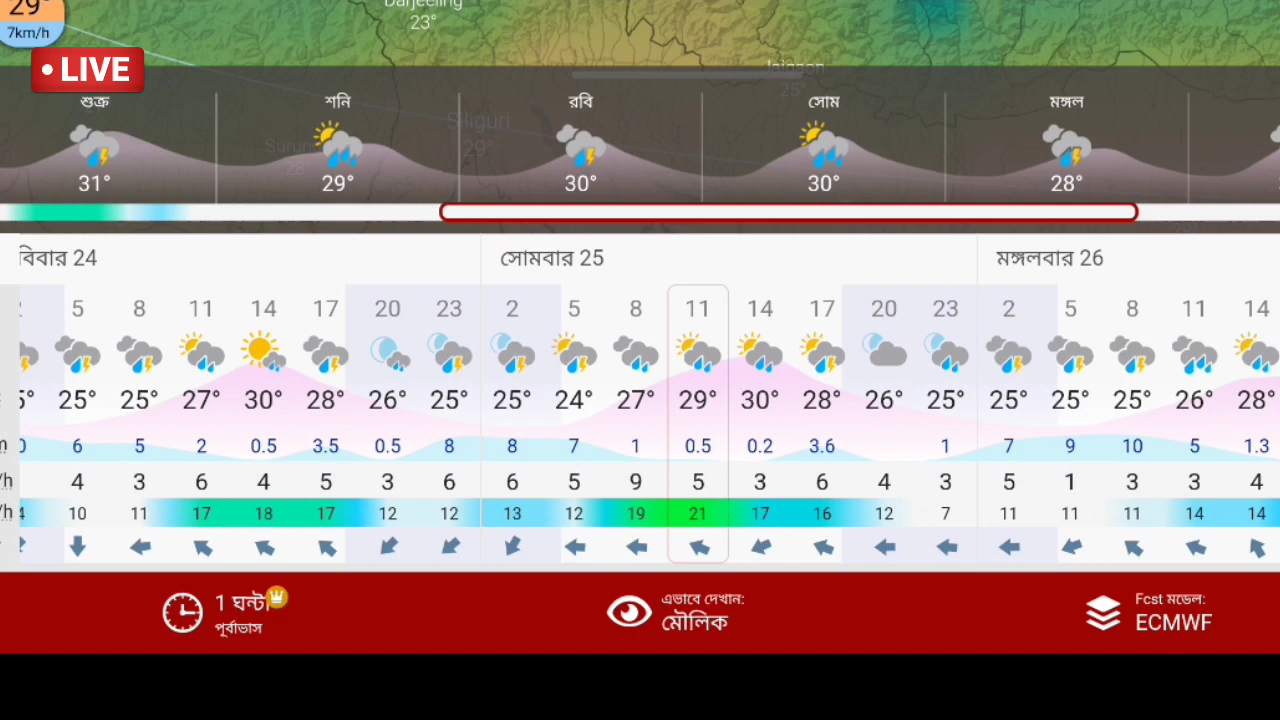 29°
Darjeeling
23°
7km/h
• LIVE
Jaigaon
25°
শুক্র শনি রবি সোম মঙ্গল
Siliguri
29°
28°
31° 29° 30° 30° 28°
বিবার 24 সোমবার 25 মঙ্গলবার 26
5 8 11 14 17 20 23 2 5 8 11 14 17 20 23 2 5 8 11 14
5° 25° 25° 27° 30° 28° 26° 25° 25° 24° 27° 29° 30° 28° 26° 25° 25° 25° 25° 26° 28°
6 5 2 0.5 3.5 0.5 8 8 7 1 0.5 0.2 3.6 1 7 9 10 5 1.3
/h 4 3 6 4 5 3 6 6 5 9 5 3 6 4 3 5 1 3 3 4
/h 4 10 11 17 18 17 12 12 13 12 19 21 17 16 12 7 11 11 11 14 14
1 ঘন্টা
পূর্বাভাস
এভাবে দেখান:
মৌলিক
Fcst মডেল:
ECMWF